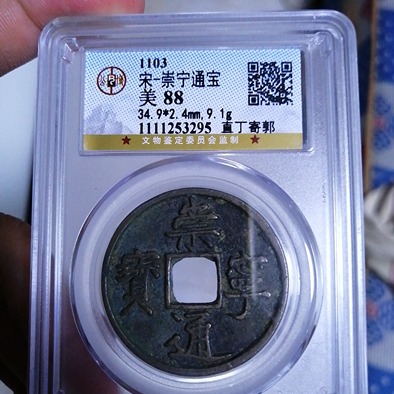 1103
宋-崇宁通宝
美 88
34.9*2.4mm,9.1g
1111253295 直丁寄郭
★ 文物鉴定委员会监制 ★
崇寧通寳